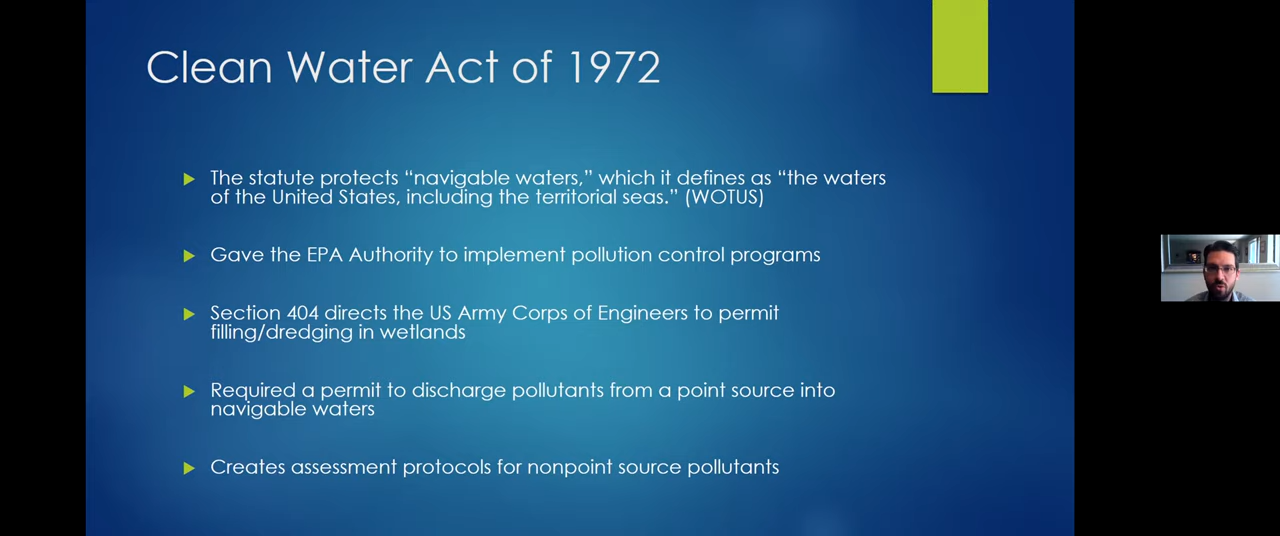 Clean Water Act of 1972
The statute protects “navigable waters,” which it defines as “the waters
of the United States, including the territorial seas.” (WOTUS)
Gave the EPA Authority to implement pollution control programs
Section 404 directs the US Army Corps of Engineers to permit
filling/dredging in wetlands
Required a permit to discharge pollutants from a point source into
navigable waters
Creates assessment protocols for nonpoint source pollutants